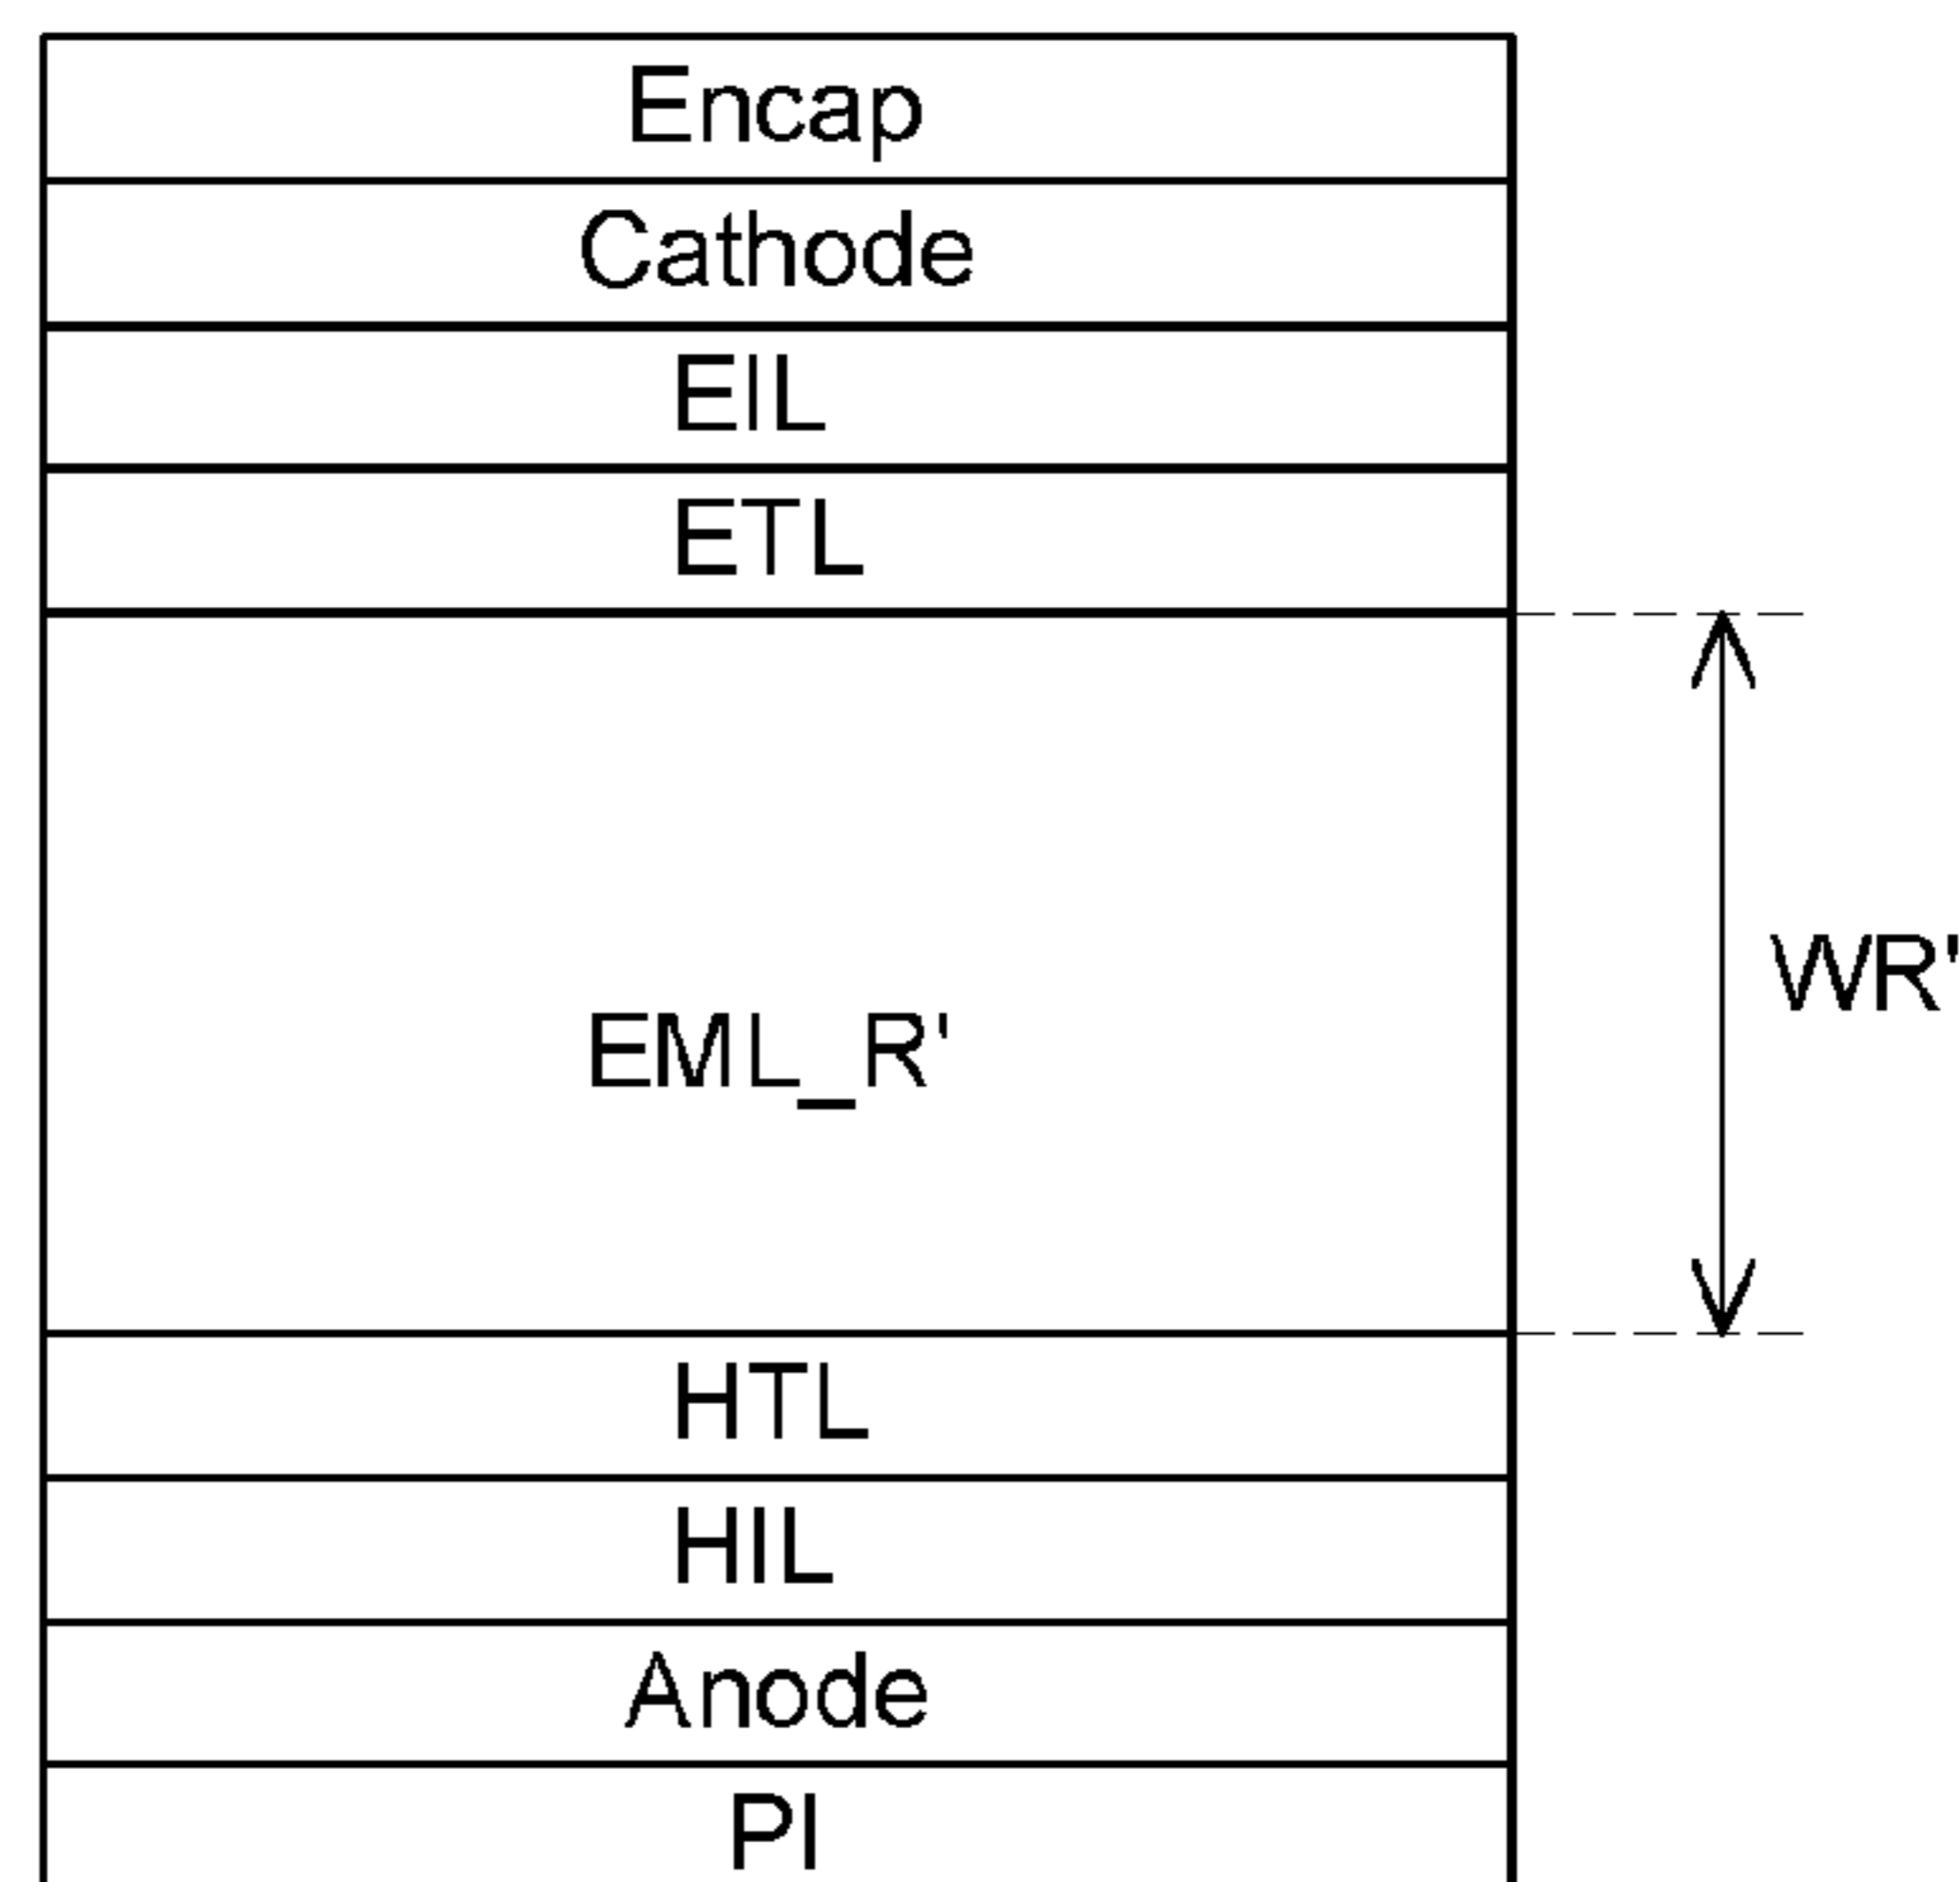 Encap
Cathode
EIL
ETL
EML_R'
WR'
HTL
HIL
Anode
PI